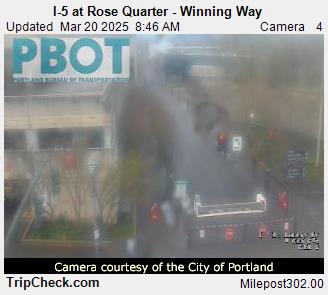 I-5 at Rose Quarter - Winning Way
Updated Mar 20 2025 8:46 AM Camera 4
PBOT
PORTLAND BUREAU OF TRANSPORTATION
Camera courtesy of the City of Portland
TripCheck.com Milepost302.00